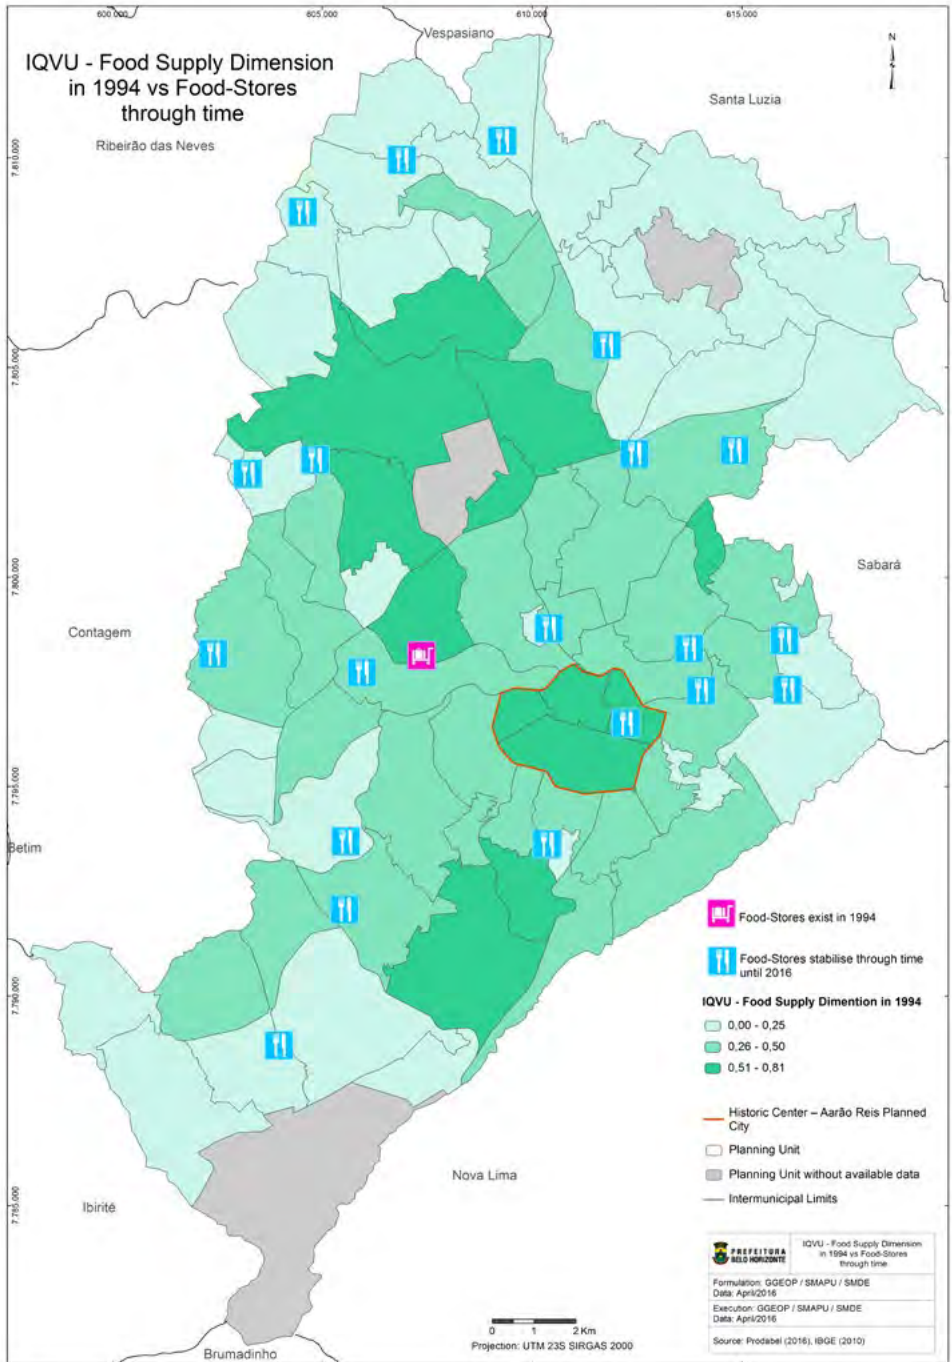 600.000
605.000
610.000
615.000
Vespasiano
IQVU - Food Supply Dimension
in 1994 vs Food-Stores
through time
N
Santa Luzia
Ribeirão das Neves
7.810.000
7.805.000
7.800.000
Sabará
Contagem
7.795.000
Betim
Food-Stores exist in 1994
Food-Stores stabilise through time
until 2016
7.790.000
IQVU - Food Supply Dimention in 1994
0,00 - 0,25
0,26 - 0,50
0,51 - 0,81
Historic Center – Aarão Reis Planned
City
Planning Unit
Planning Unit without available data
Intermunicipal Limits
Nova Lima
7.785.000
Ibirité
PREFEITURA
BELO HORIZONTE
IQVU - Food Supply Dimension
in 1994 vs Food-Stores
through time
Formulation: GGEOP / SMAPU / SMDE
Data: April/2016
Execution: GGEOP / SMAPU / SMDE
Data: April/2016
Source: Prodabel (2016), IBGE (2010)
0 1 2 Km
Projection: UTM 23S SIRGAS 2000
Brumadinho